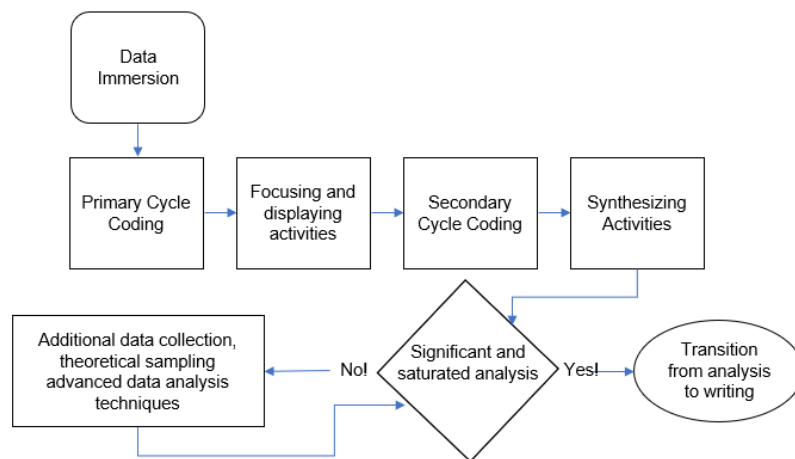 Data
Immersion
Primary Cycle
Coding
Focusing and
displaying
activities
Secondary
Cycle Coding
Synthesizing
Activities
Additional data collection,
theoretical sampling
advanced data analysis
techniques
No!
Significant and
saturated analysis
Yes!
Transition
from analysis
to writing